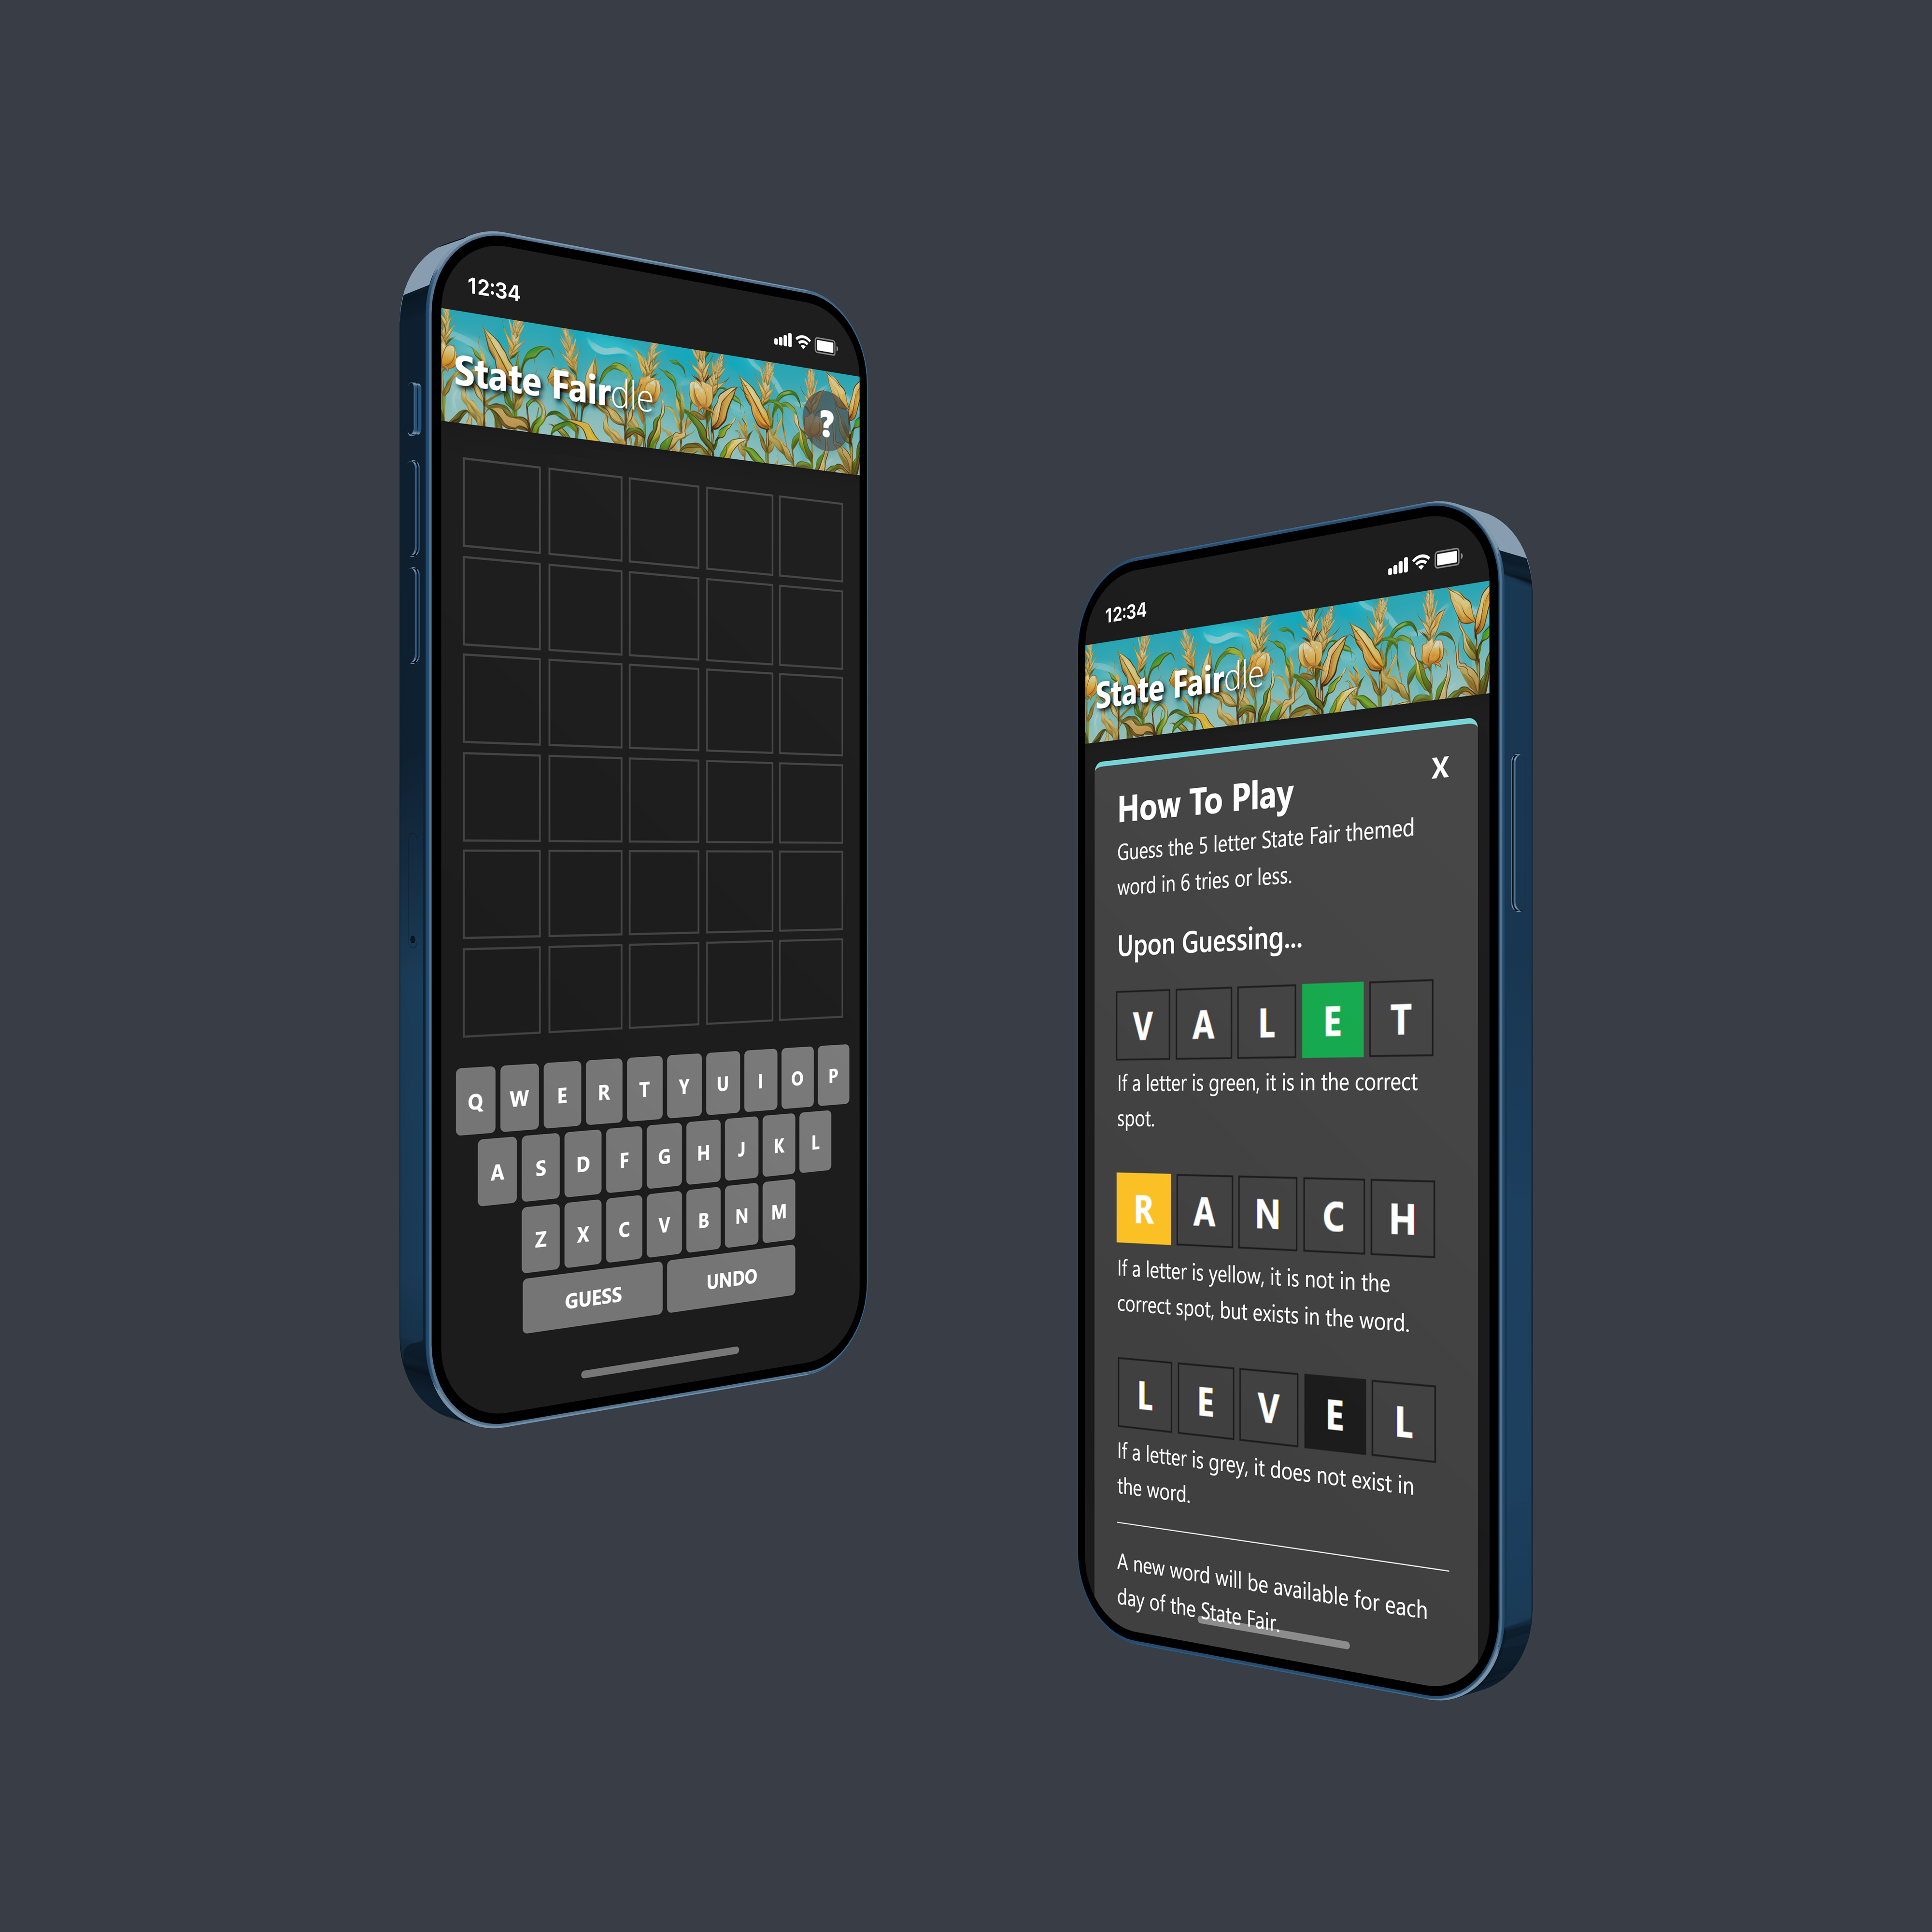 12:34
State Fairdle
?
Q W E R T Y U I O P
A S D F G H J K L
Z X C V B N M
GUESS UNDO
12:34
State Fairdle
X
How To Play
Guess the 5 letter State Fair themed
word in 6 tries or less.
Upon Guessing...
V A L E T
If a letter is green, it is in the correct
spot.
R A N C H
If a letter is yellow, it is not in the
correct spot, but exists in the word.
L E V E L
If a letter is grey, it does not exist in
the word.
A new word will be available for each
day of the State Fair.